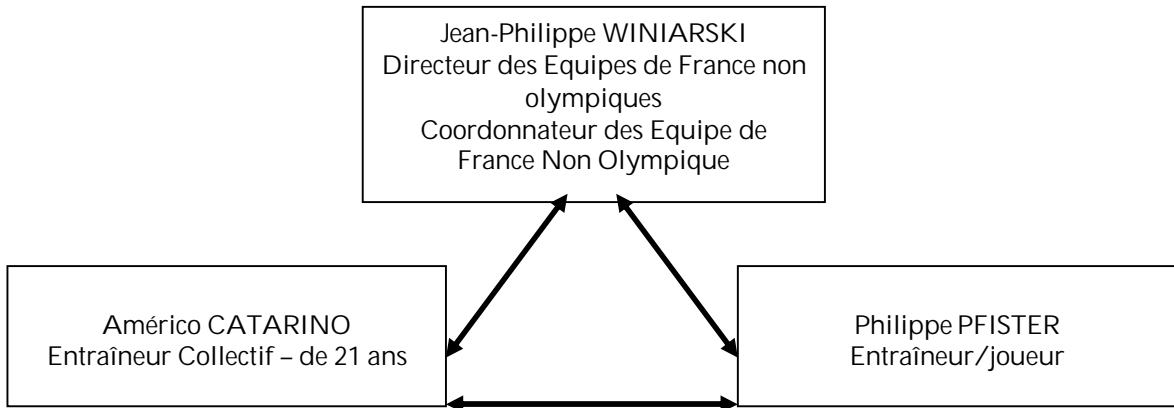 Jean-Philippe WINIARSKI
Directeur des Equipes de France non
olympiques
Coordonnateur des Equipe de
France Non Olympique
Américo CATARINO
Entraîneur Collectif – de 21 ans
Philippe PFISTER
Entraîneur/joueur